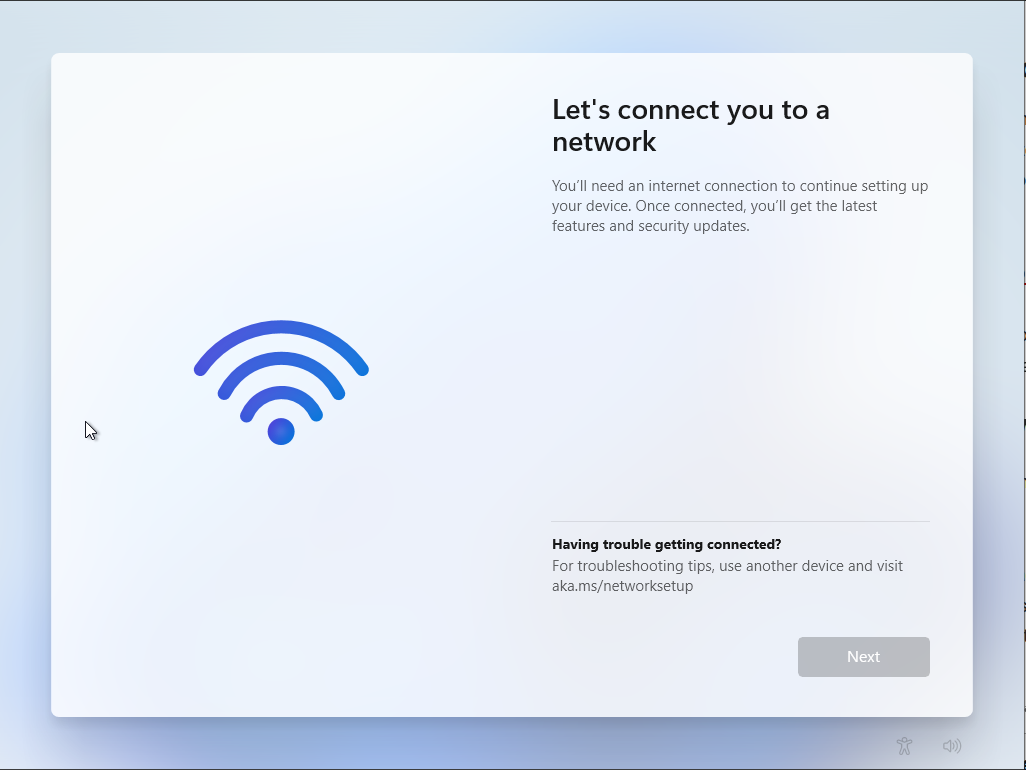 Let's connect you to a
network
You’ll need an internet connection to continue setting up
your device. Once connected, you’ll get the latest
features and security updates.
Having trouble getting connected?
For troubleshooting tips, use another device and visit
aka.ms/networksetup
Next